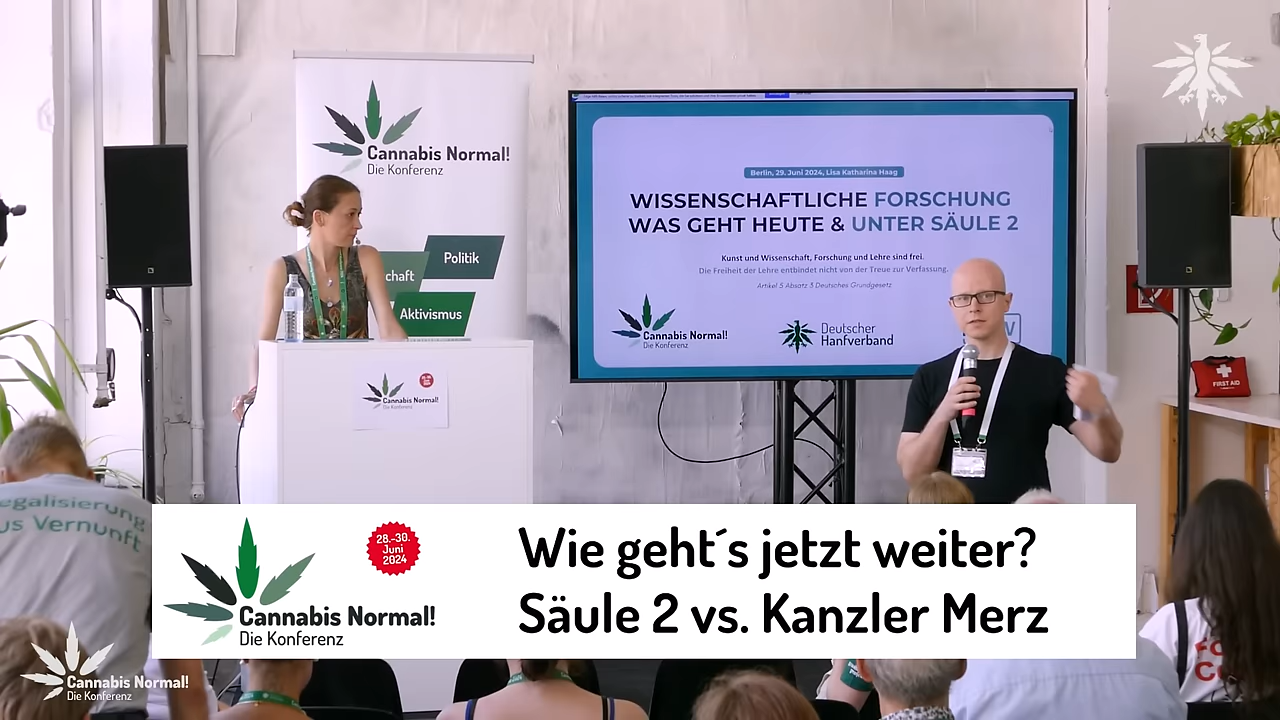 Cannabis Normal!
Die Konferenz
Politik
chaft
Aktivismus
Berlin, 29. Juni 2024, Lisa Katharina Haag
WISSENSCHAFTLICHE FORSCHUNG
WAS GEHT HEUTE & UNTER SÄULE 2
Kunst und Wissenschaft, Forschung und Lehre sind frei.
Die Freiheit der Lehre entbindet nicht von der Treue zur Verfassung.
Artikel 5 Absatz 3 Deutsches Grundgesetz
Cannabis Normal!
Die Konferenz
Deutscher
Hanfverband
V
FIRST AID
Cannabis Normal!
Die Konferenz
egalisierung
us Vernunft
28.-30.
Juni
2024
Cannabis Normal!
Die Konferenz
Wie geht´s jetzt weiter?
Säule 2 vs. Kanzler Merz
Cannabis Normal!
Die Konferenz